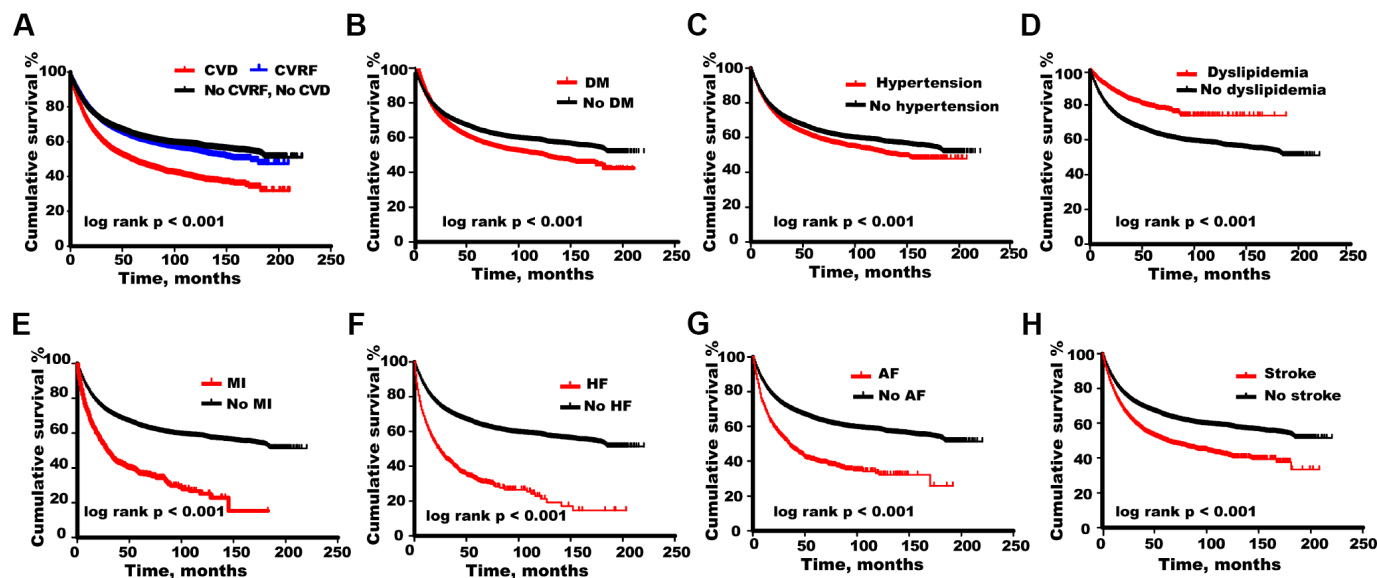 A
Cumulative survival %
100
80
60
40
20
0
CVD CVRF
No CVRF, No CVD
log rank p < 0.001
0 50 100 150 200 250
Time, months
B
Cumulative survival %
100
80
60
40
20
0
DM
No DM
log rank p < 0.001
0 50 100 150 200 250
Time, months
C
Cumulative survival %
100
80
60
40
20
0
Hypertension
No hypertension
log rank p < 0.001
0 50 100 150 200 250
Time, months
D
Cumulative survival %
100
80
60
40
20
0
Dyslipidemia
No dyslipidemia
log rank p < 0.001
0 50 100 150 200 250
Time, months
E
Cumulative survival %
100
80
60
40
20
0
MI
No MI
log rank p < 0.001
0 50 100 150 200 250
Time, months
F
Cumulative survival %
100
80
60
40
20
0
HF
No HF
log rank p < 0.001
0 50 100 150 200 250
Time, months
G
Cumulative survival %
100
80
60
40
20
0
AF
No AF
log rank p < 0.001
0 50 100 150 200 250
Time, months
H
Cumulative survival %
100
80
60
40
20
0
Stroke
No stroke
log rank p < 0.001
0 50 100 150 200 250
Time, months